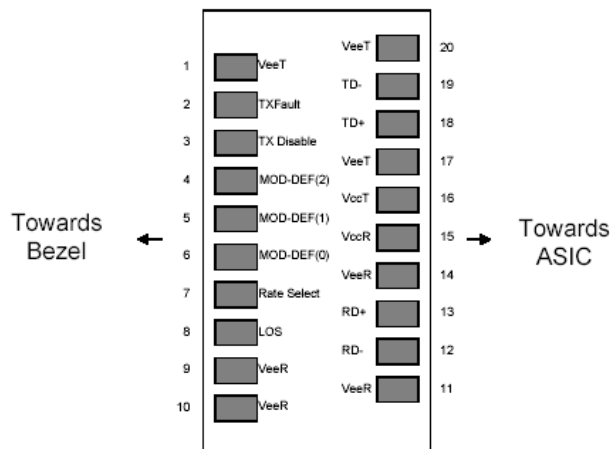 VeeT 20
1 VeeT
TD- 19
2 TXFault
TD+ 18
3 TX Disable
VeeT 17
4 MOD-DEF(2)
VccT 16
Towards
Bezel
5 MOD-DEF(1)
VccR 15
Towards
ASIC
6 MOD-DEF(0)
VeeR 14
7 Rate Select
RD+ 13
8 LOS
RD- 12
9 VeeR
VeeR 11
10 VeeR